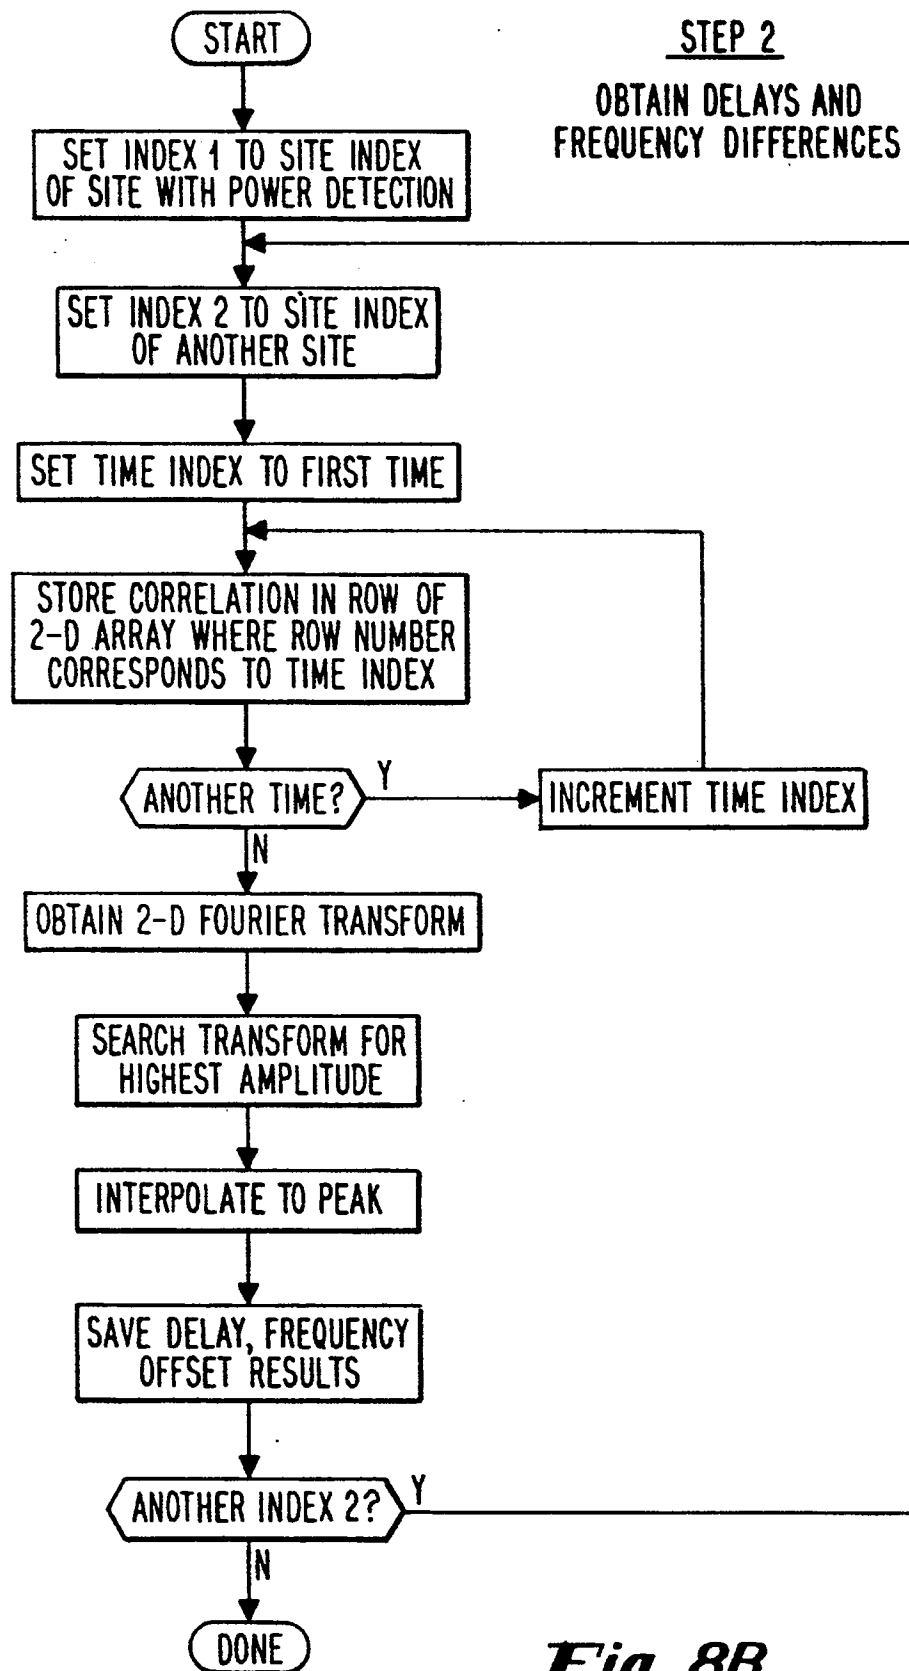 START
STEP 2
OBTAIN DELAYS AND
FREQUENCY DIFFERENCES
SET INDEX 1 TO SITE INDEX
OF SITE WITH POWER DETECTION
SET INDEX 2 TO SITE INDEX
OF ANOTHER SITE
SET TIME INDEX TO FIRST TIME
STORE CORRELATION IN ROW OF
2-D ARRAY WHERE ROW NUMBER
CORRESPONDS TO TIME INDEX
ANOTHER TIME?
Y
INCREMENT TIME INDEX
N
OBTAIN 2-D FOURIER TRANSFORM
SEARCH TRANSFORM FOR
HIGHEST AMPLITUDE
INTERPOLATE TO PEAK
SAVE DELAY, FREQUENCY
OFFSET RESULTS
ANOTHER INDEX 2?
Y
N
DONE
Fig. 8B